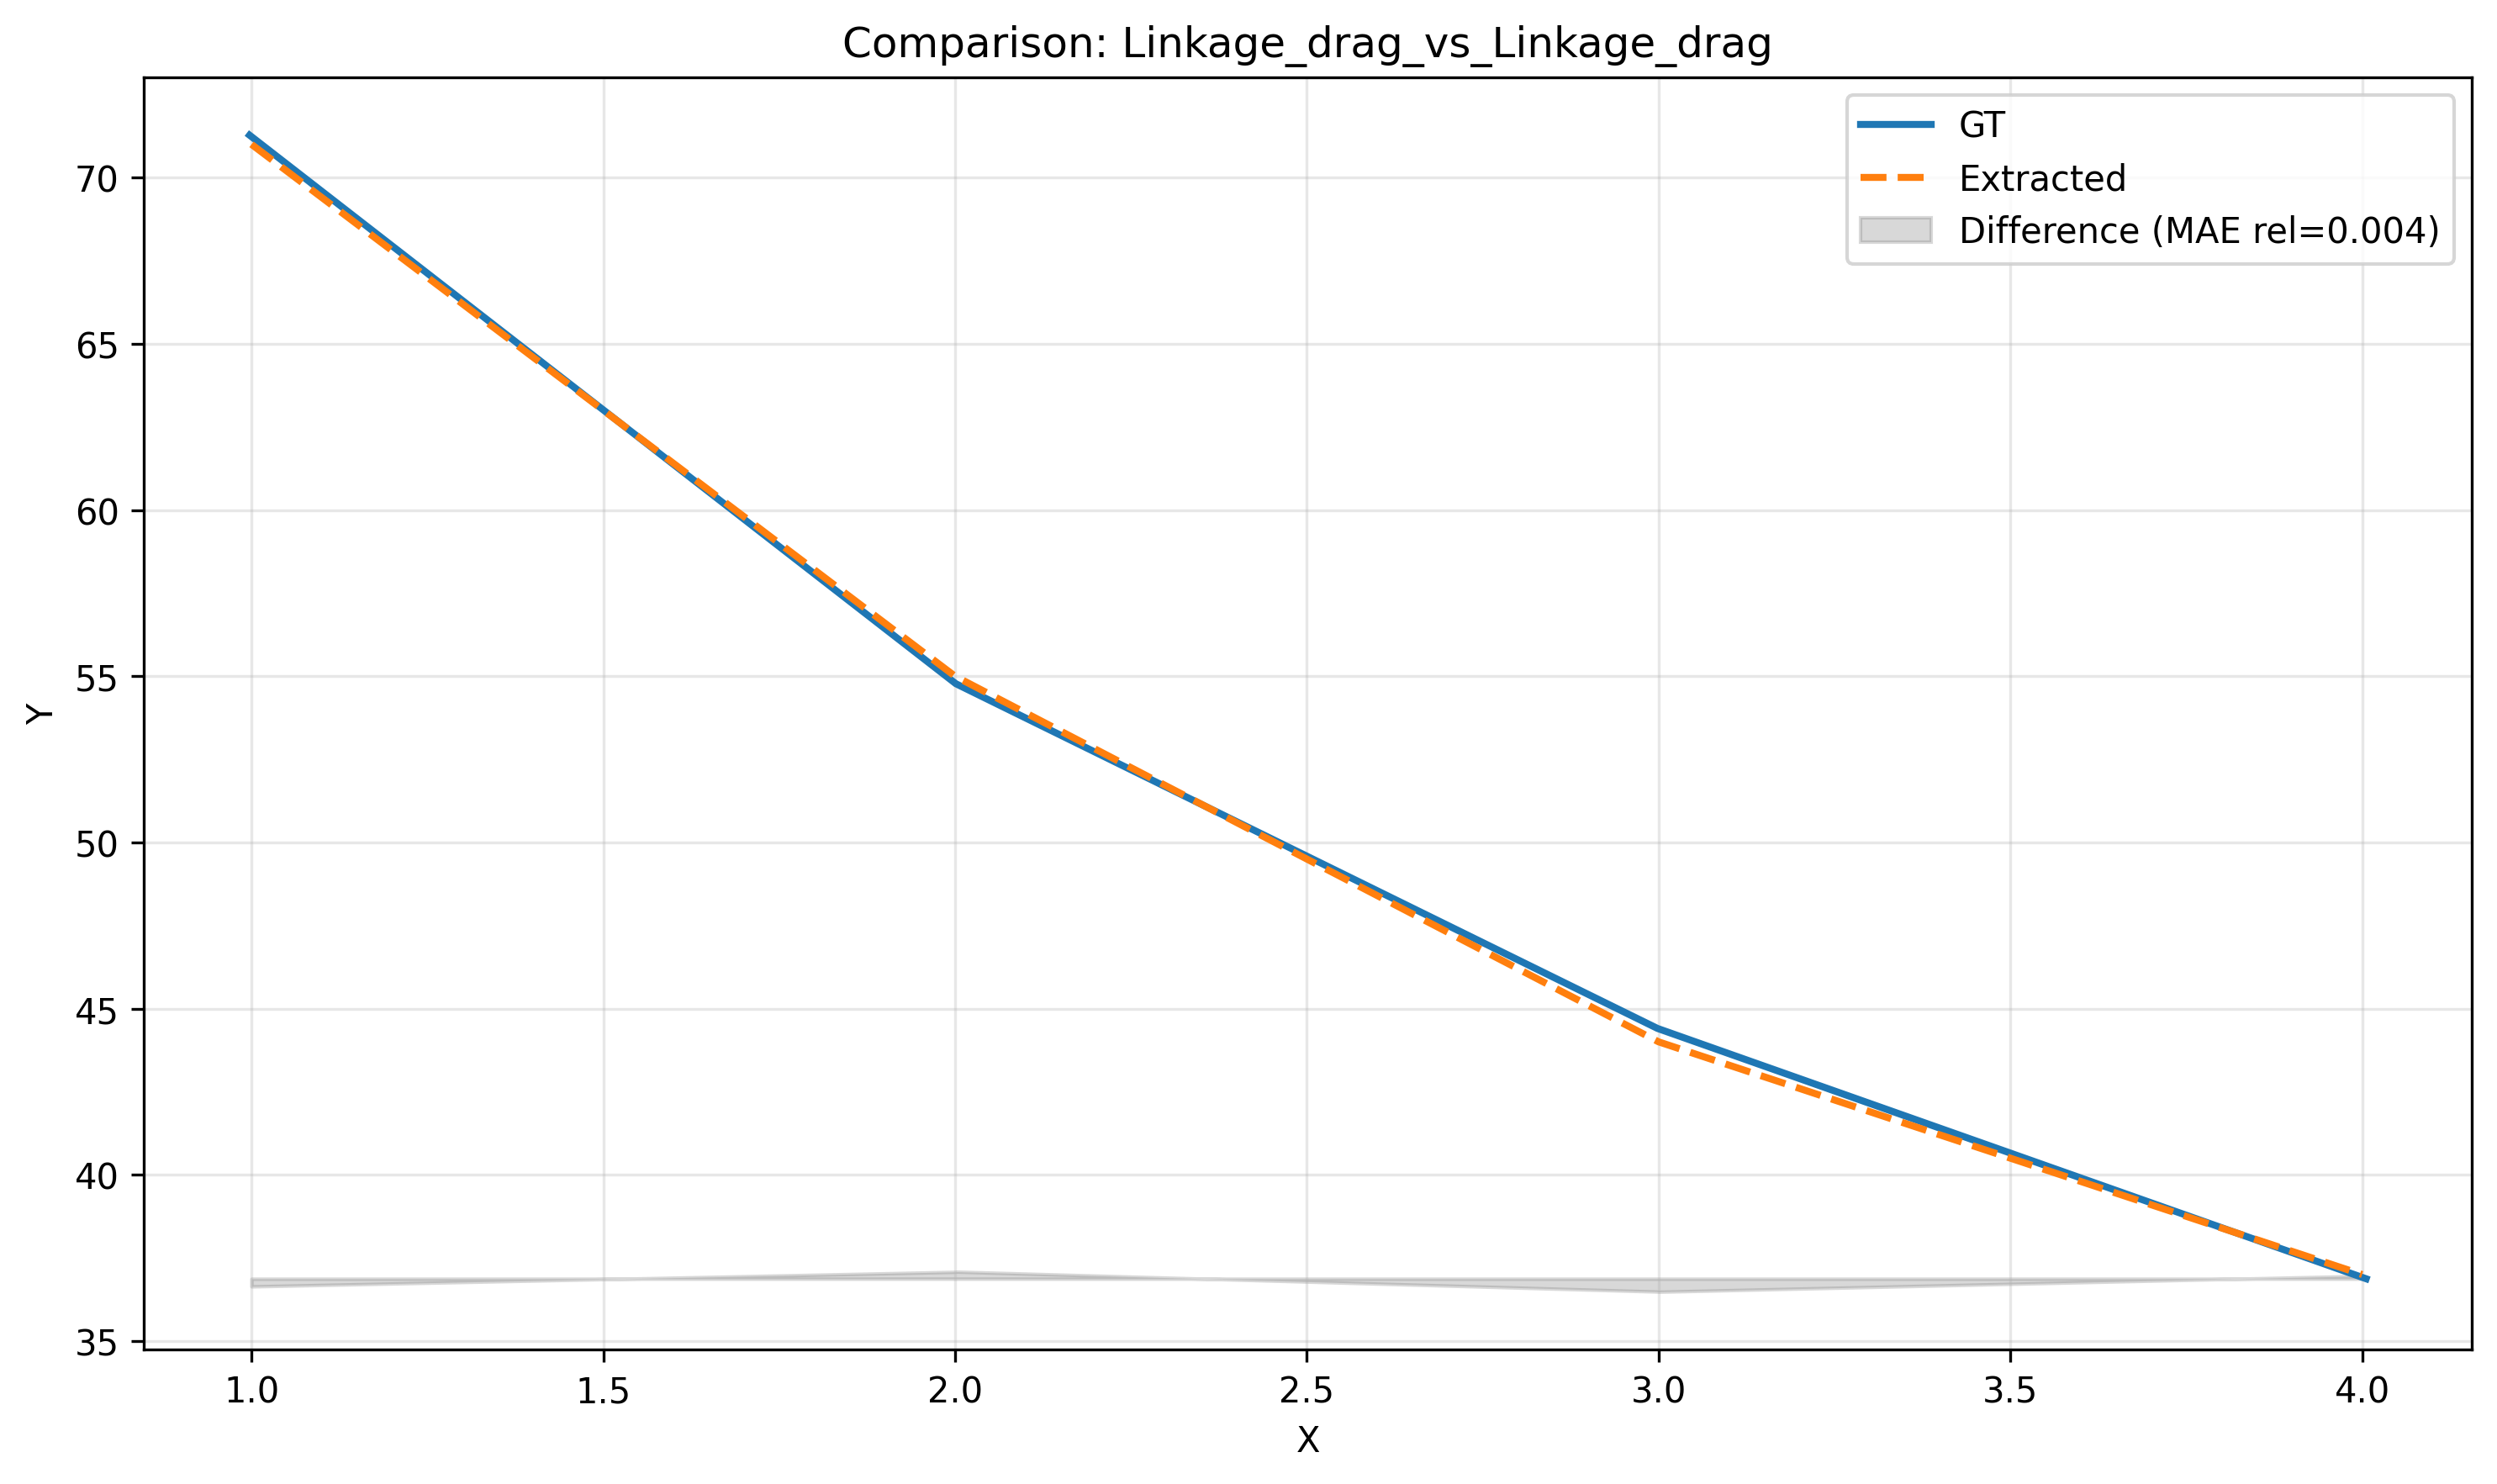 Comparison: Linkage_drag_vs_Linkage_drag
GT
Extracted
Difference (MAE rel=0.004)
70
65
60
55
50
45
40
35
Y
1.0 1.5 2.0 2.5 3.0 3.5 4.0
X